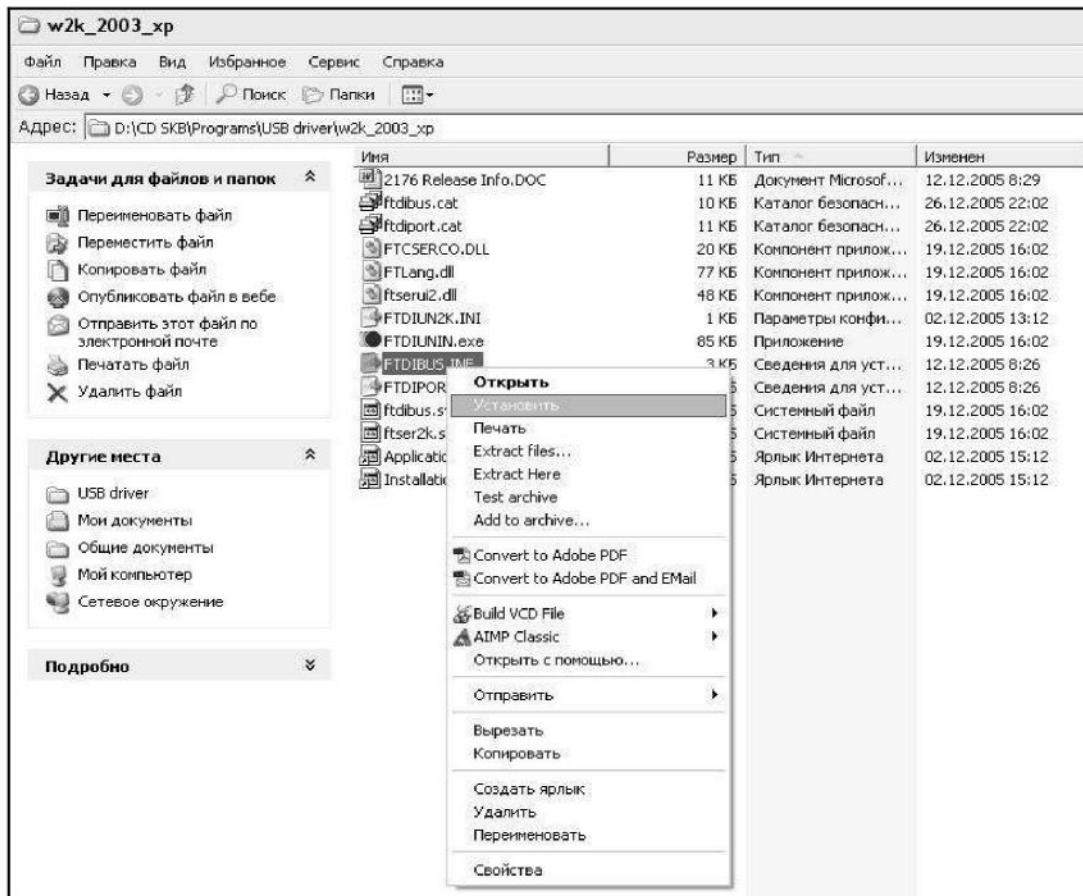 w2k_2003_xp
Файл Правка Вид Избранное Сервис Справка
Назад Поиск Папки
Адрес: D:\CD SKB\Programs\USB driver\w2k_2003_xp
Задачи для файлов и папок
Переименовать файл
Переместить файл
Копировать файл
Опубликовать файл в вебе
Отправить этот файл по
электронной почте
Печатать файл
Удалить файл
Другие места
USB driver
Мои документы
Общие документы
Мой компьютер
Сетевое окружение
Подробно
Имя Размер Тип Изменен
2176 Release Info.DOC 11 КБ Документ Microsof... 12.12.2005 8:29
ftdibus.cat 10 КБ Каталог безопасн... 26.12.2005 22:02
ftdiport.cat 11 КБ Каталог безопасн... 26.12.2005 22:02
FTCSERCO.DLL 20 КБ Компонент прилож... 19.12.2005 16:02
FTLang.dll 77 КБ Компонент прилож... 19.12.2005 16:02
ftserui2.dll 48 КБ Компонент прилож... 19.12.2005 16:02
FTDIUN2K.INI 1 КБ Параметры конфи... 02.12.2005 13:12
FTDIUNIN.exe 85 КБ Приложение 19.12.2005 16:02
FTDIBUS.INF 3 КБ Сведения для уст... 12.12.2005 8:26
FTDIPOR Сведения для уст... 12.12.2005 8:26
ftdibus.s Системный файл 19.12.2005 16:02
ftser2k.s Системный файл 19.12.2005 16:02
Applicatio Ярлык Интернета 02.12.2005 15:12
Installatio Ярлык Интернета 02.12.2005 15:12
Открыть
Установить
Печать
Extract files...
Extract Here
Test archive
Add to archive...
Convert to Adobe PDF
Convert to Adobe PDF and EMail
Build VCD File
AIMP Classic
Открыть с помощью...
Отправить
Вырезать
Копировать
Создать ярлык
Удалить
Переименовать
Свойства